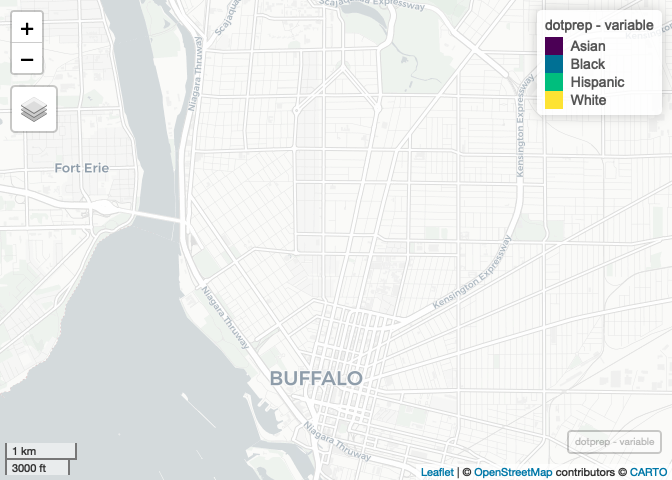 +
−
Scajaquada
Scajaquada Expressway
dotprep - variable
Asian
Black
Hispanic
White
Niagara Thruway
Kensington Expressway
Fort Erie
Kensington Expressway
Niagara Thruway
BUFFALO
Niagara Thruway
dotprep - variable
1 km
3000 ft
Leaflet | © OpenStreetMap contributors © CARTO